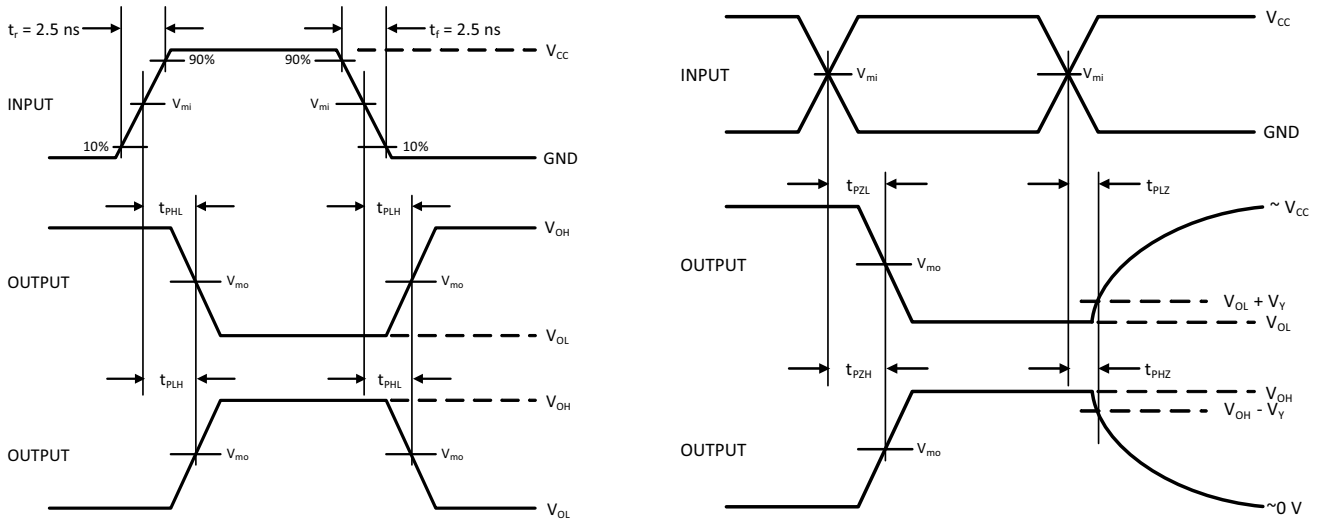 tr = 2.5 ns
tf = 2.5 ns
VCC
90%
90%
INPUT
Vmi
Vmi
10%
10%
GND
tPHL
tPLH
VOH
OUTPUT
Vmo
Vmo
VOL
tPLH
tPHL
VOH
OUTPUT
Vmo
Vmo
VOL
VCC
INPUT
Vmi
Vmi
GND
tPZL
tPLZ
~ VCC
OUTPUT
Vmo
VOL + VY
VOL
tPZH
tPHZ
VOH
VOH - VY
OUTPUT
Vmo
~0 V